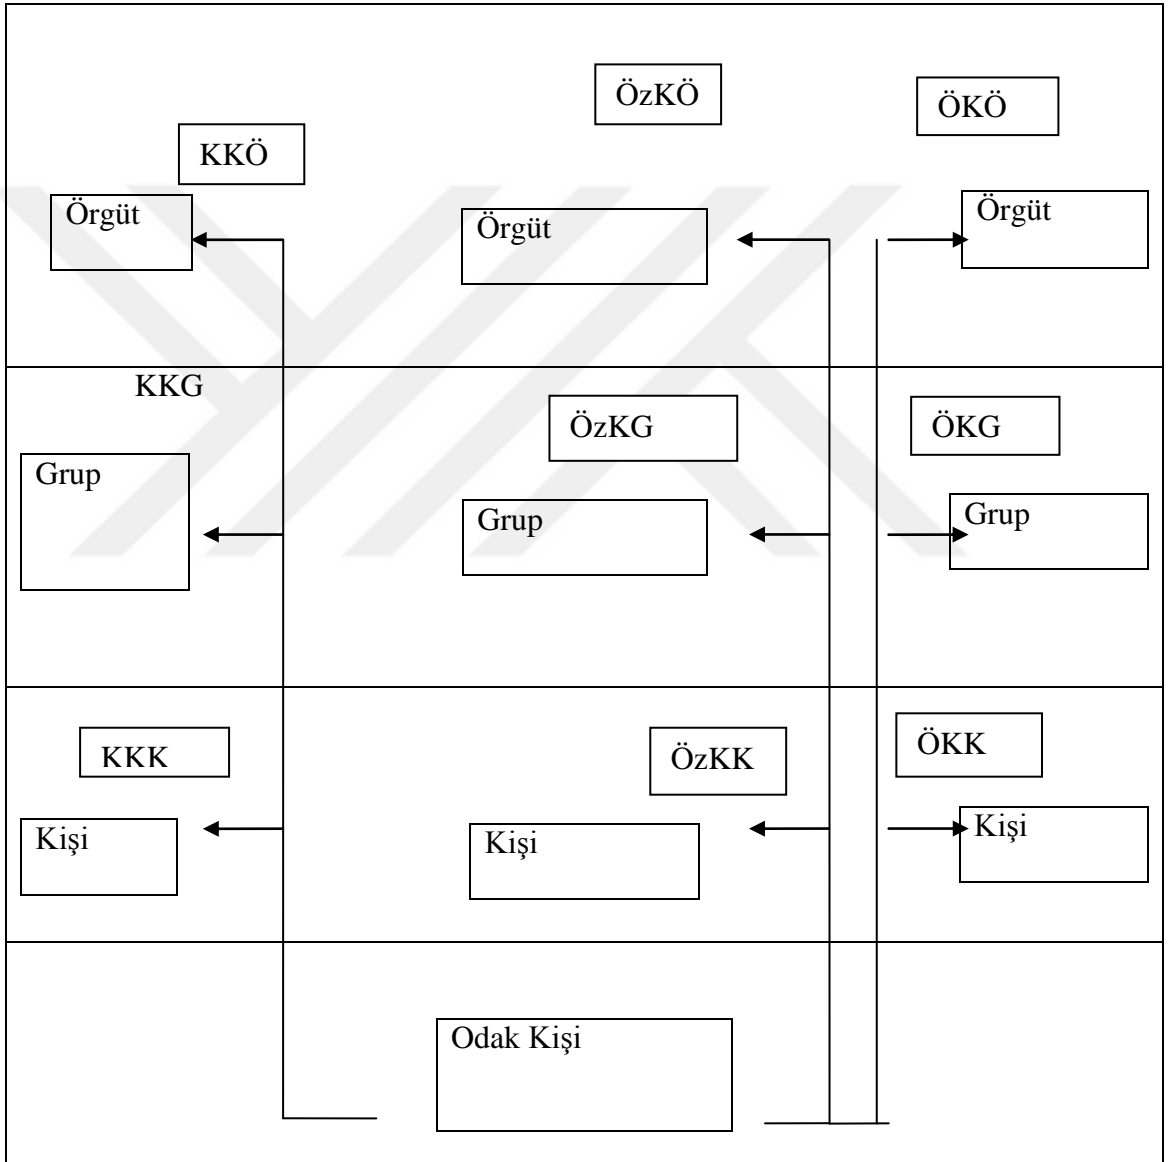 ÖzKÖ
ÖKÖ
KKÖ
Örgüt
Örgüt
Örgüt
KKG
ÖzKG
ÖKG
Grup
Grup
Grup
KKK
ÖzKK
ÖKK
Kişi
Kişi
Kişi
Odak Kişi